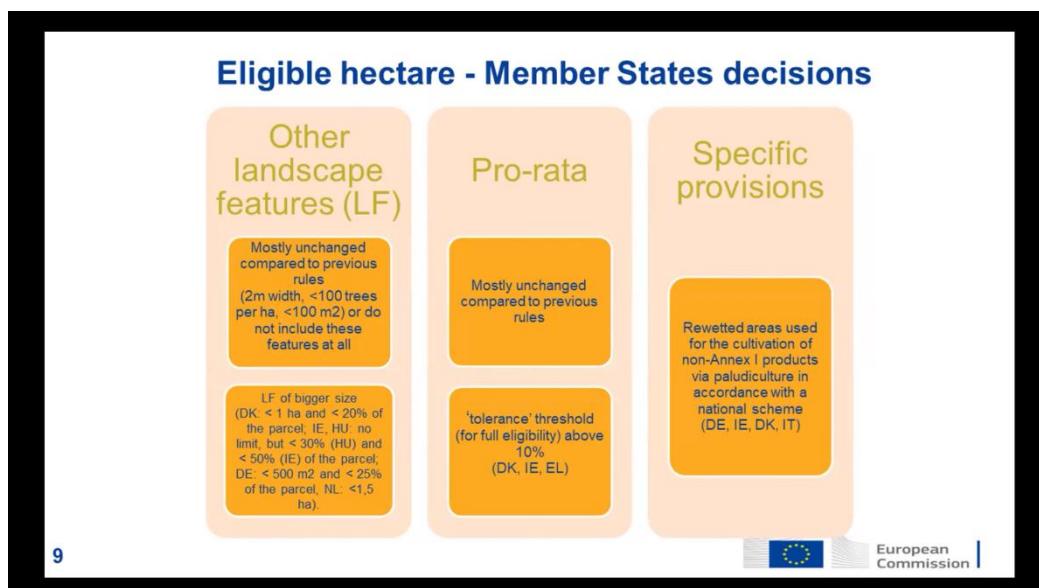 Eligible hectare - Member States decisions
Other
landscape
features (LF)
Mostly unchanged
compared to previous
rules
(2m width, <100 trees
per ha, <100 m2) or do
not include these
features at all
LF of bigger size
(DK: < 1 ha and < 20% of
the parcel; IE, HU: no
limit, but < 30% (HU) and
< 50% (IE) of the parcel;
DE: < 500 m2 and < 25%
of the parcel, NL: <1,5
ha).
Pro-rata
Mostly unchanged
compared to previous
rules
‘tolerance’ threshold
(for full eligibility) above
10%
(DK, IE, EL)
Specific
provisions
Rewetted areas used
for the cultivation of
non-Annex I products
via paludiculture in
accordance with a
national scheme
(DE, IE, DK, IT)
9
European
Commission